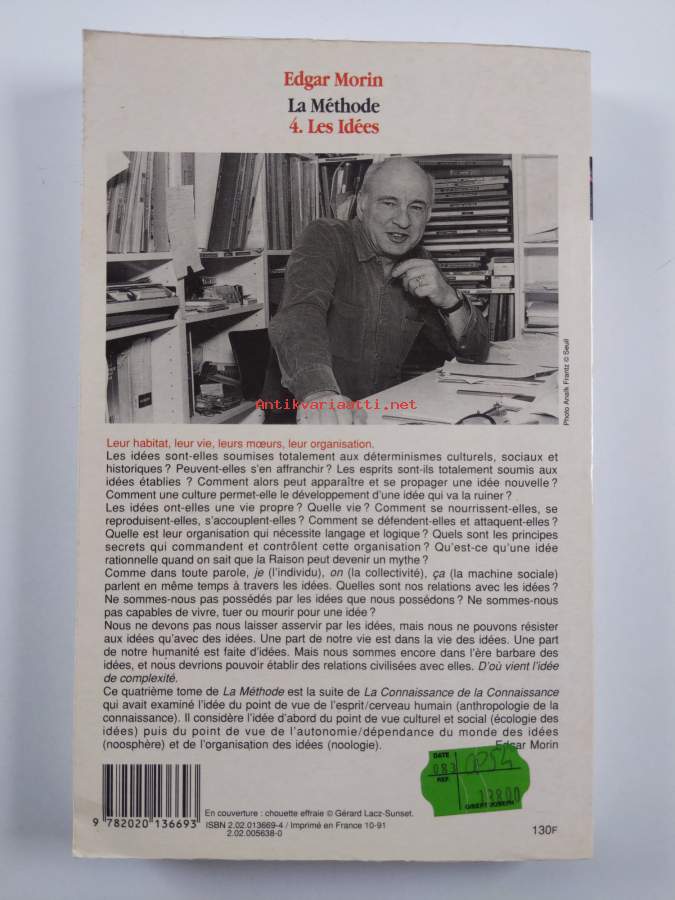 Edgar Morin
La Méthode
4. Les Idées
Photo Anaïk Frantz © Seuil
Antikvariaatti.net
Leur habitat, leur vie, leurs mœurs, leur organisation.
Les idées sont-elles soumises totalement aux déterminismes culturels, sociaux et
historiques ? Peuvent-elles s'en affranchir ? Les esprits sont-ils totalement soumis aux
idées établies ? Comment alors peut apparaître et se propager une idée nouvelle ?
Comment une culture permet-elle le développement d'une idée qui va la ruiner ?
Les idées ont-elles une vie propre ? Quelle vie ? Comment se nourrissent-elles, se
reproduisent-elles, s'accouplent-elles ? Comment se défendent-elles et attaquent-elles ?
Quelle est leur organisation qui nécessite langage et logique ? Quels sont les principes
secrets qui commandent et contrôlent cette organisation ? Qu'est-ce qu'une idée
rationnelle quand on sait que la Raison peut devenir un mythe ?
Comme dans toute parole, je (l'individu), on (la collectivité), ça (la machine sociale)
parlent en même temps à travers les idées. Quelles sont nos relations avec les idées ?
Ne sommes-nous pas possédés par les idées que nous possédons ? Ne sommes-nous
pas capables de vivre, tuer ou mourir pour une idée ?
Nous ne devons pas nous laisser asservir par les idées, mais nous ne pouvons résister
aux idées qu'avec des idées. Une part de notre vie est dans la vie des idées. Une part
de notre humanité est faite d'idées. Mais nous sommes encore dans l'ère barbare des
idées, et nous devrions pouvoir établir des relations civilisées avec elles. D'où vient l'idée
de complexité.
Ce quatrième tome de La Méthode est la suite de La Connaissance de la Connaissance
qui avait examiné l'idée du point de vue de l'esprit/cerveau humain (anthropologie de la
connaissance). Il considère l'idée d'abord du point de vue culturel et social (écologie des
idées) puis du point de vue de l'autonomie/dépendance du monde des idées
(noosphère) et de l'organisation des idées (noologie). Edgar Morin
DATE
083
REF.
13800
GIBERT JOSEPH
En couverture : chouette effraie © Gérard Lacz-Sunset.
ISBN 2.02.013669-4 / Imprimé en France 10-91
2.02.005638-0
9 782020 136693
130F